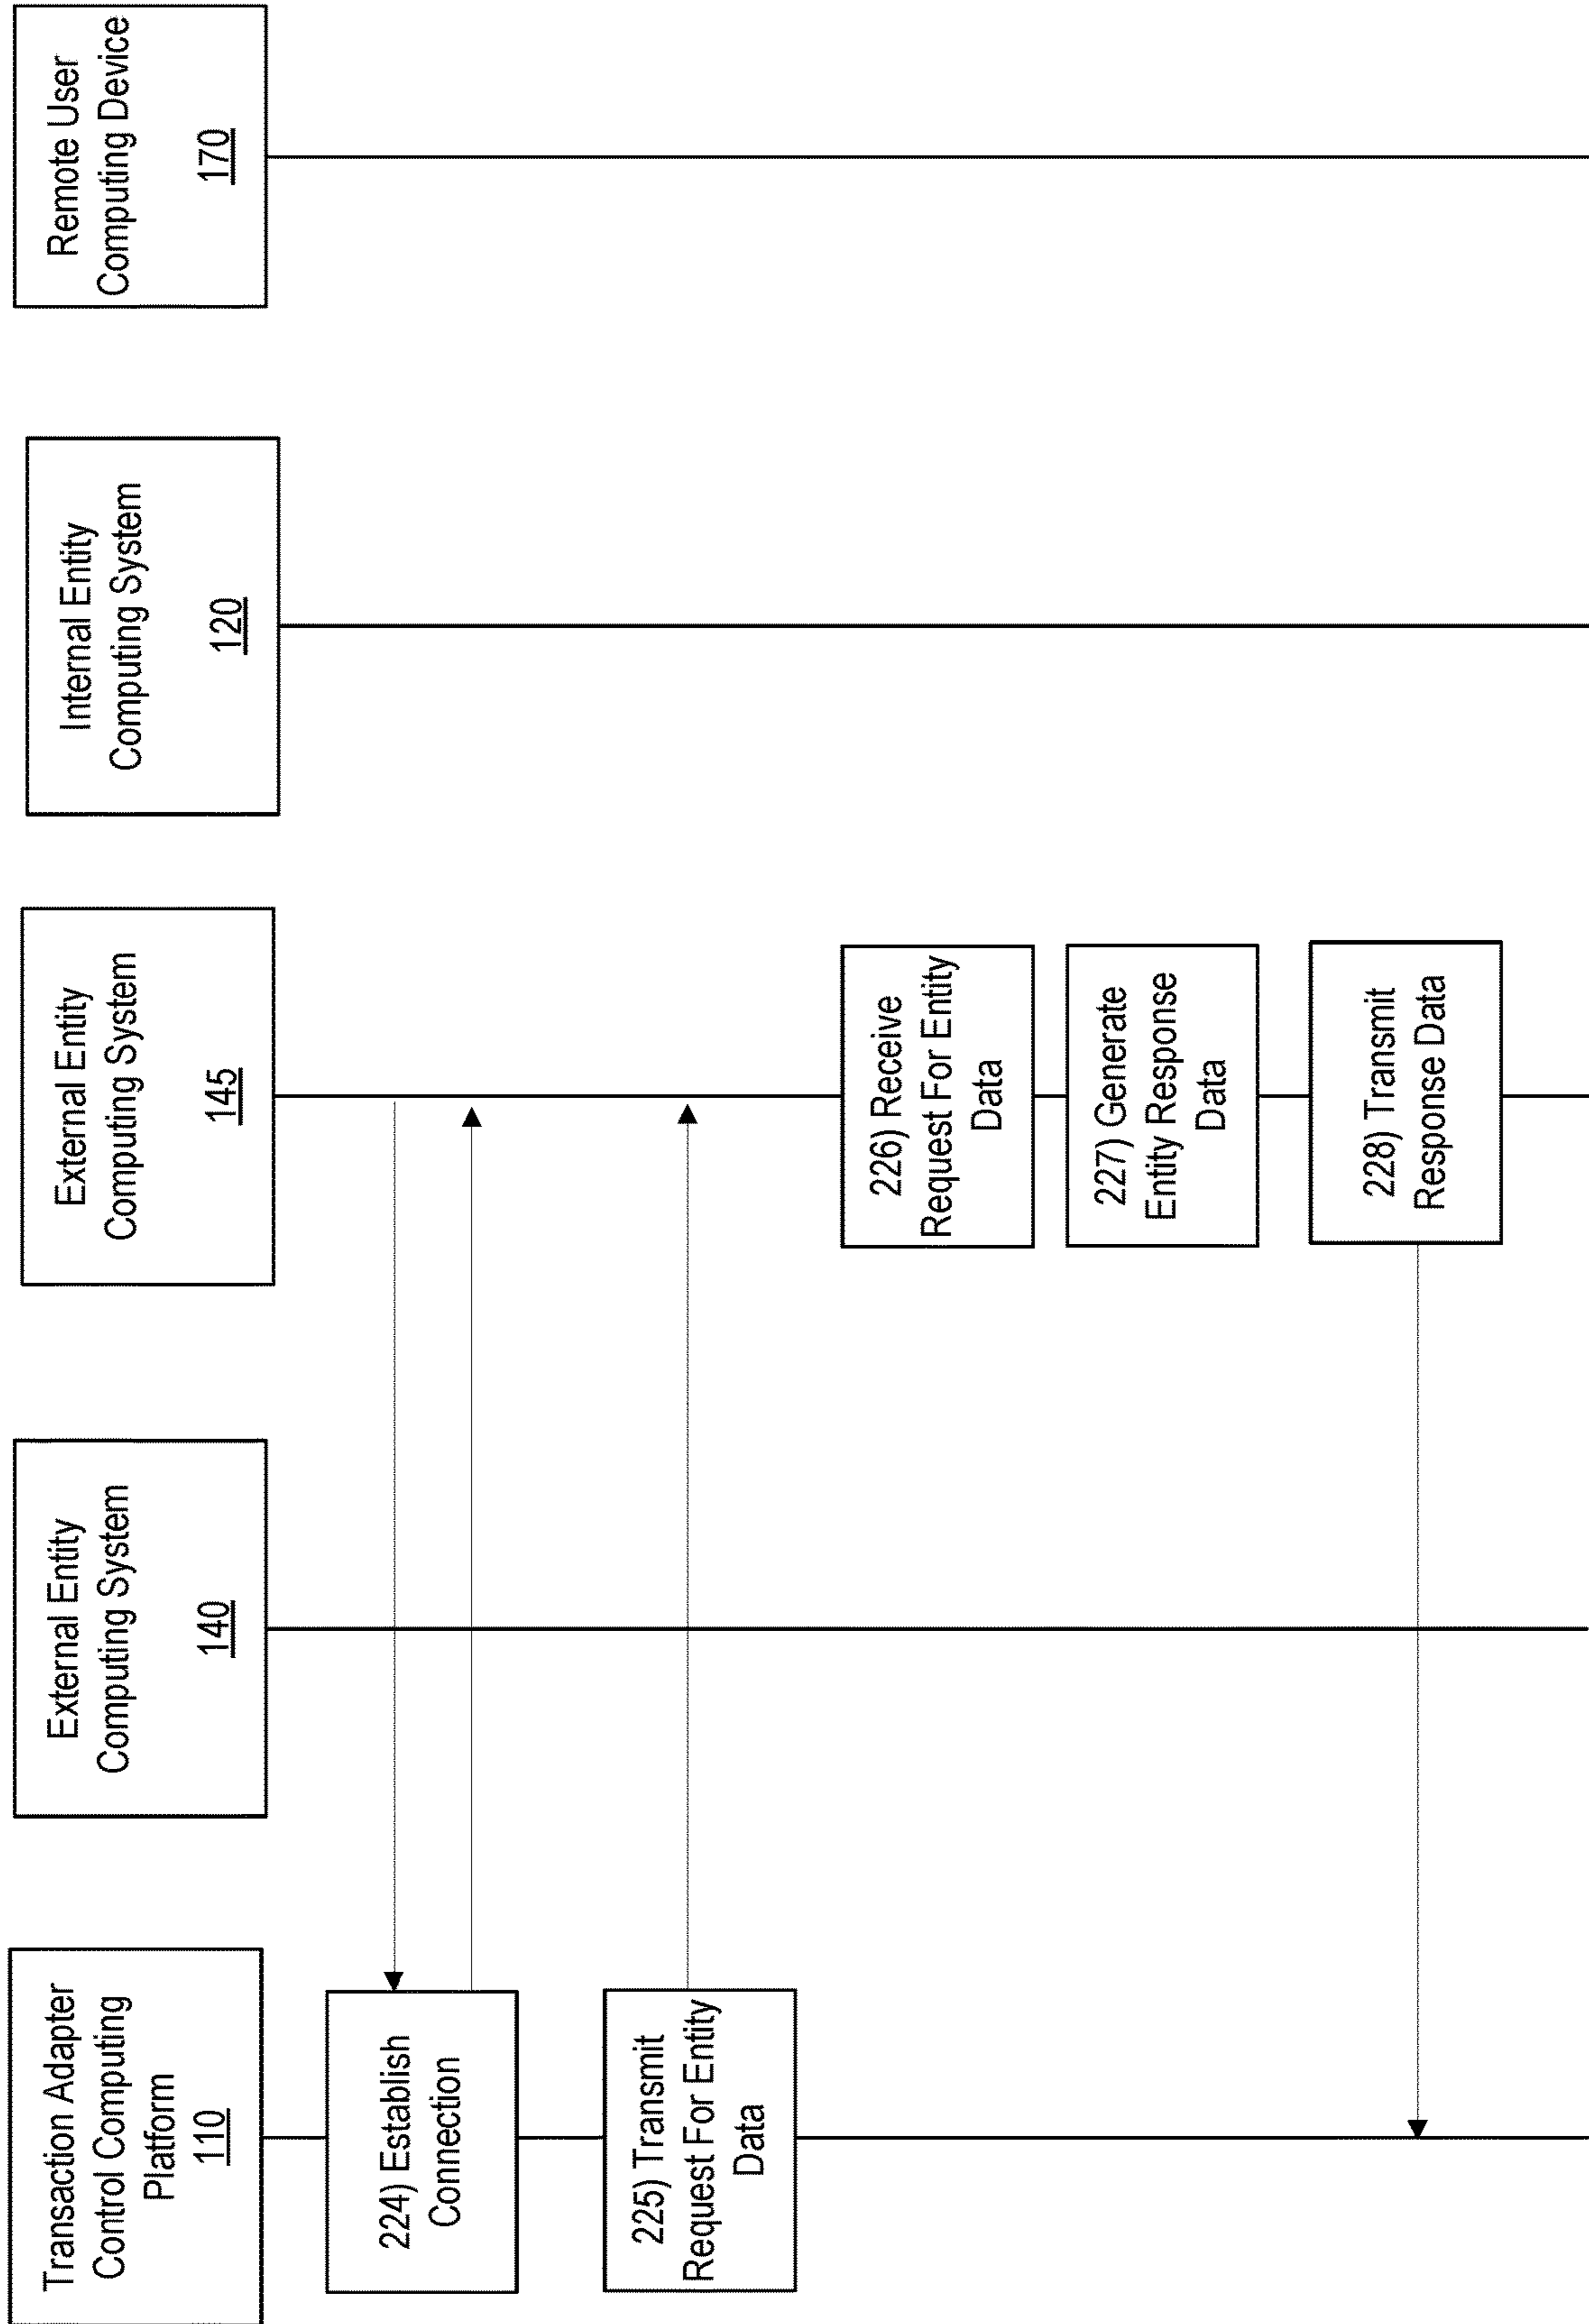 Transaction Adapter
Control Computing
Platform
110
External Entity
Computing System
140
External Entity
Computing System
145
Internal Entity
Computing System
120
Remote User
Computing Device
170
224) Establish
Connection
225) Transmit
Request For Entity
Data
226) Receive
Request For Entity
Data
227) Generate
Entity Response
Data
228) Transmit
Response Data